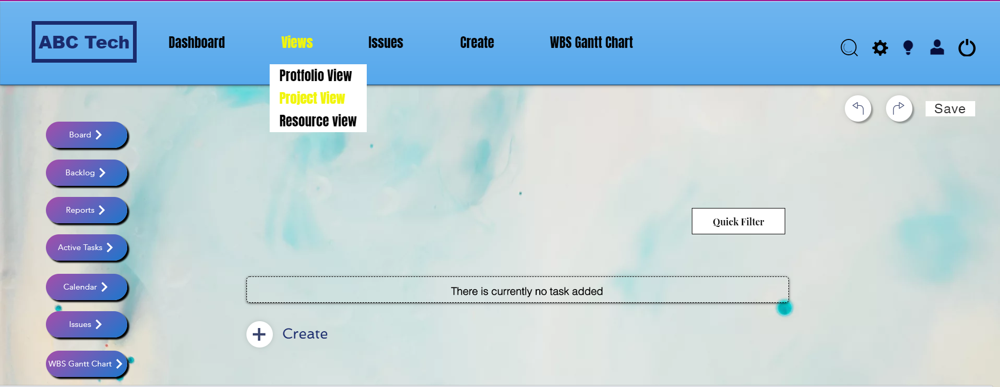 ABC Tech
Dashboard
Views
Issues
Create
WBS Gantt Chart
Protfolio View
Project View
Resource view
Save
Board
Backlog
Reports
Active Tasks
Calendar
Issues
WBS Gantt Chart
Quick Filter
There is currently no task added
Create